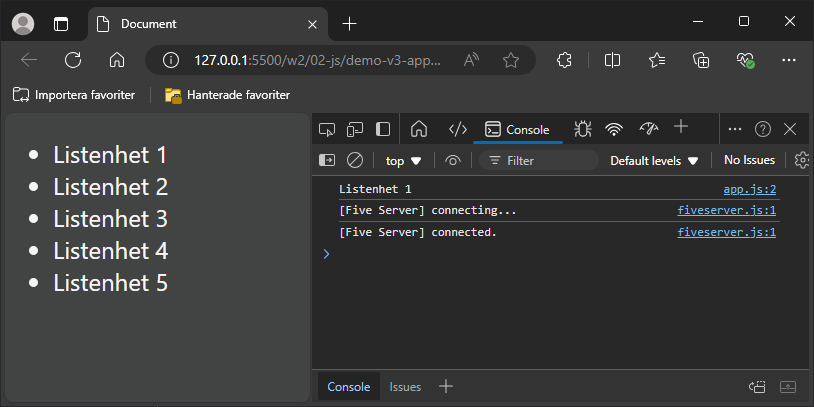 Document
127.0.0.1:5500/w2/02-js/demo-v3-app...
Importera favoriter
Hanterade favoriter
Listenhet 1
Listenhet 2
Listenhet 3
Listenhet 4
Listenhet 5
Console
top
Filter
Default levels
No Issues
Listenhet 1 app.js:2
[Five Server] connecting... fiveserver.js:1
[Five Server] connected. fiveserver.js:1
Console
Issues